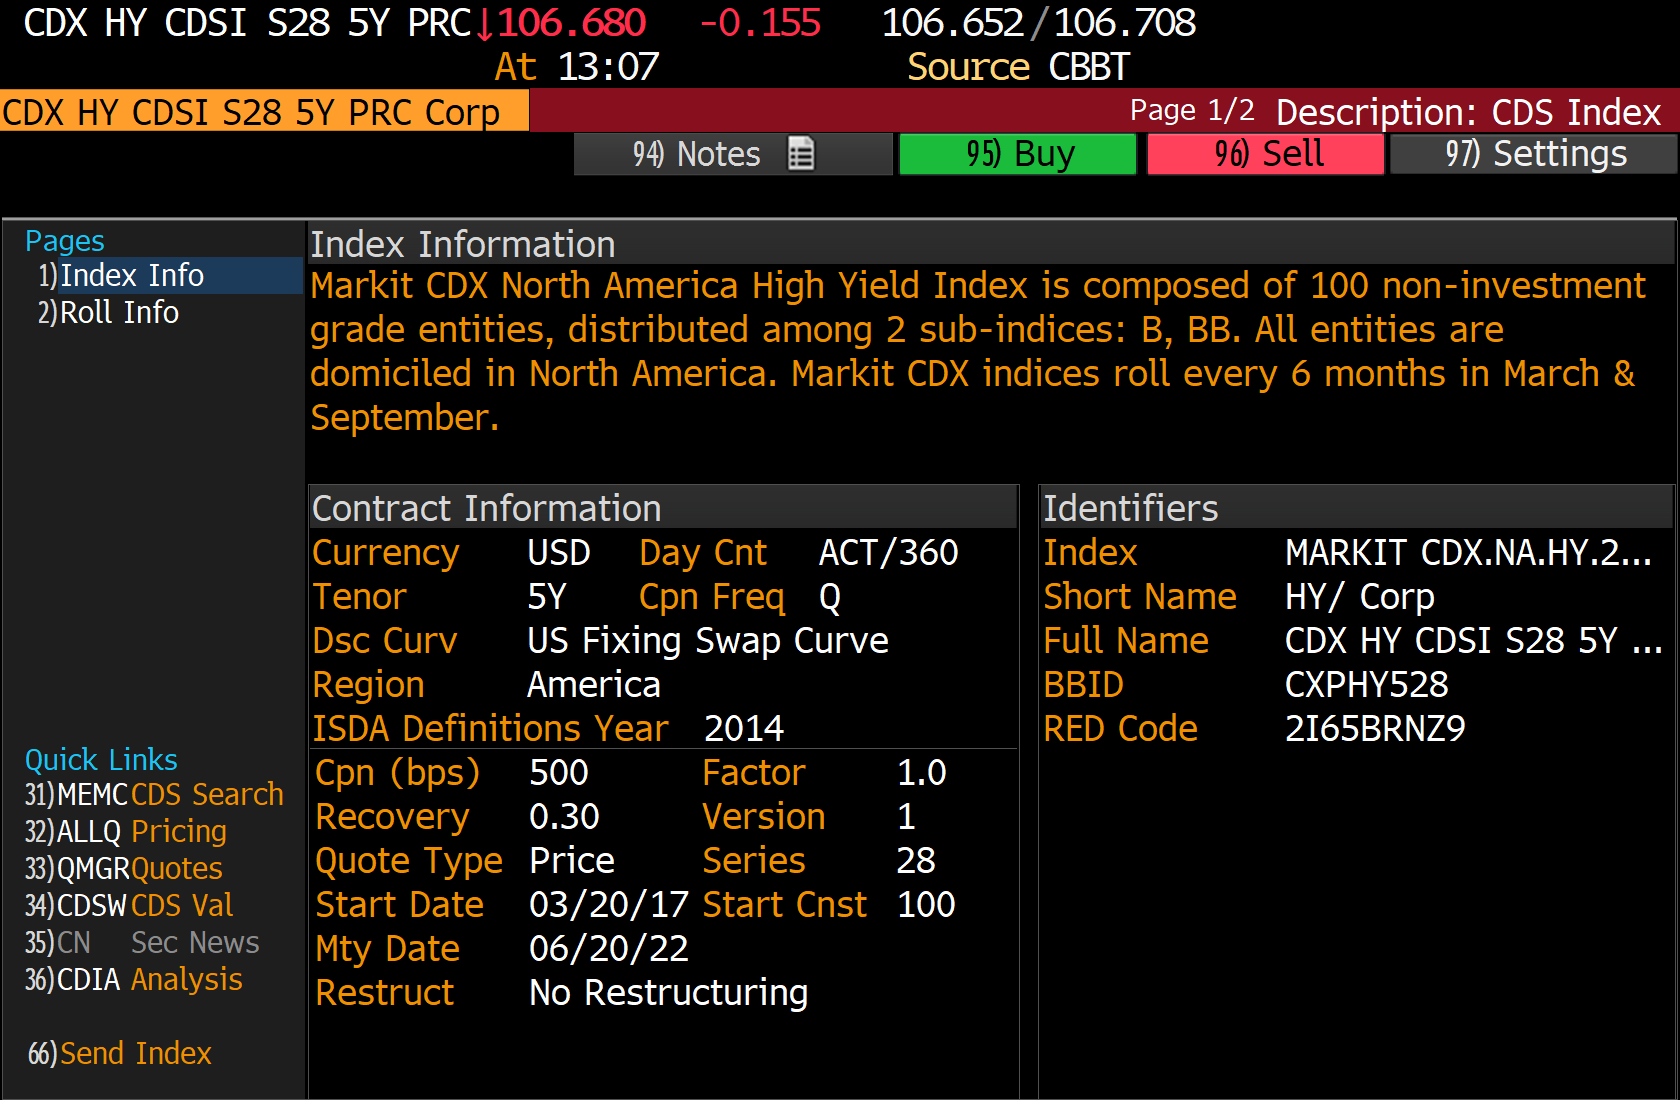 CDX HY CDSI S28 5Y PRC ↓106.680 -0.155 106.652/106.708
At 13:07 Source CBBT
CDX HY CDSI S28 5Y PRC Corp Page 1/2 Description: CDS Index
94) Notes 95) Buy 96) Sell 97) Settings
Pages
1) Index Info
2) Roll Info
Index Information
Markit CDX North America High Yield Index is composed of 100 non-investment
grade entities, distributed among 2 sub-indices: B, BB. All entities are
domiciled in North America. Markit CDX indices roll every 6 months in March &
September.
Contract Information
Currency USD Day Cnt ACT/360
Tenor 5Y Cpn Freq Q
Dsc Curv US Fixing Swap Curve
Region America
ISDA Definitions Year 2014
Cpn (bps) 500 Factor 1.0
Recovery 0.30 Version 1
Quote Type Price Series 28
Start Date 03/20/17 Start Cnst 100
Mty Date 06/20/22
Restruct No Restructuring
Identifiers
Index MARKIT CDX.NA.HY.2...
Short Name HY/ Corp
Full Name CDX HY CDSI S28 5Y ...
BBID CXPHY528
RED Code 2I65BRNZ9
Quick Links
31) MEMC CDS Search
32) ALLQ Pricing
33) QMGR Quotes
34) CDSW CDS Val
35) CN Sec News
36) CDIA Analysis
66) Send Index